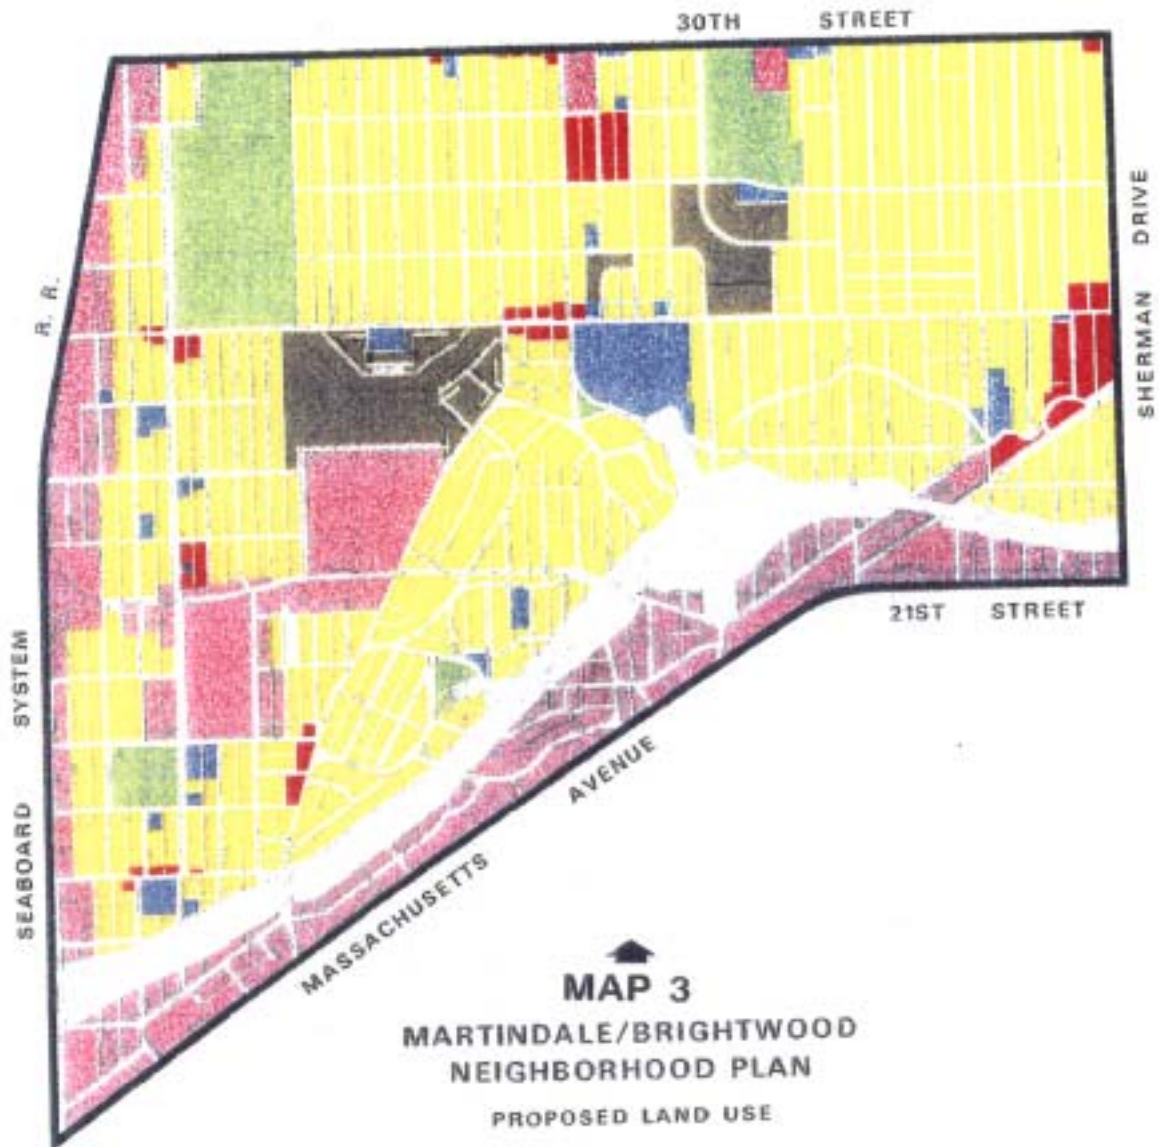 30TH STREET
R. R.
SHERMAN DRIVE
SEABOARD SYSTEM
21ST STREET
MASSACHUSETTS AVENUE
MAP 3
MARTINDALE/BRIGHTWOOD
NEIGHBORHOOD PLAN
PROPOSED LAND USE